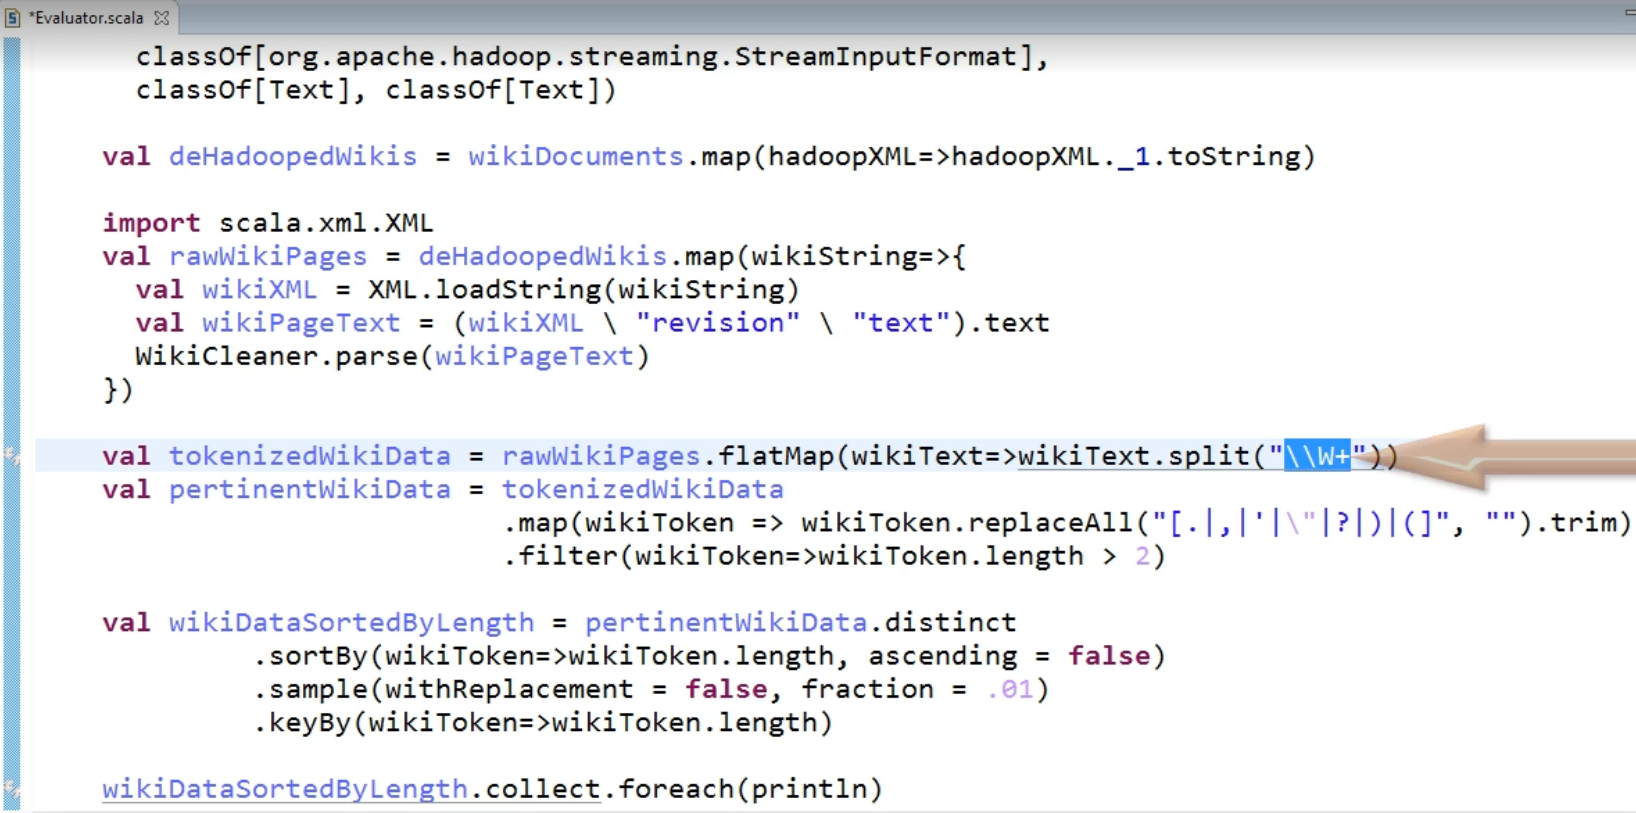 *Evaluator.scala
classOf[org.apache.hadoop.streaming.StreamInputFormat],
classOf[Text], classOf[Text])
val deHadoopedWikis = wikiDocuments.map(hadoopXML=>hadoopXML._1.toString)
import scala.xml.XML
val rawWikiPages = deHadoopedWikis.map(wikiString=>{
val wikiXML = XML.loadString(wikiString)
val wikiPageText = (wikiXML \ "revision" \ "text").text
WikiCleaner.parse(wikiPageText)
})
val tokenizedWikiData = rawWikiPages.flatMap(wikiText=>wikiText.split("\\W+"))
val pertinentWikiData = tokenizedWikiData
.map(wikiToken => wikiToken.replaceAll("[.|,|'|\"|?|)|(]", "").trim)
.filter(wikiToken=>wikiToken.length > 2)
val wikiDataSortedByLength = pertinentWikiData.distinct
.sortBy(wikiToken=>wikiToken.length, ascending = false)
.sample(withReplacement = false, fraction = .01)
.keyBy(wikiToken=>wikiToken.length)
wikiDataSortedByLength.collect.foreach(println)